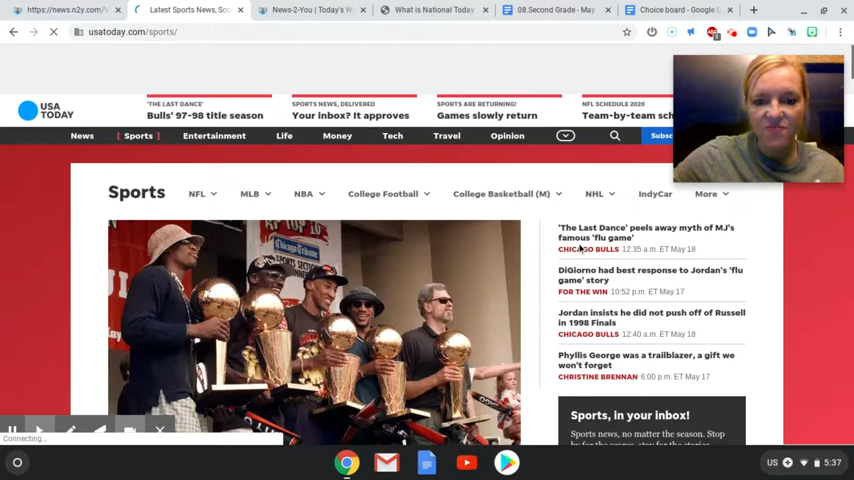 https://news.n2y.com/
Latest Sports News, Sco
News-2-You | Today's W
What is National Today
08.Second Grade - May
Choice board - Google D
usatoday.com/sports/
USA
TODAY
'THE LAST DANCE'
Bulls' 97-98 title season
SPORTS NEWS, DELIVERED
Your inbox? It approves
SPORTS ARE RETURNING!
Games slowly return
NFL SCHEDULE 2020
Team-by-team sch
News
[ Sports ]
Entertainment
Life
Money
Tech
Travel
Opinion
Subsc
Sports
NFL
MLB
NBA
College Football
College Basketball (M)
NHL
IndyCar
More
Chicago Tribune
'The Last Dance' peels away myth of MJ's
famous 'flu game'
CHICAGO BULLS 12:35 a.m. ET May 18
DiGiorno had best response to Jordan's 'flu
game' story
FOR THE WIN 10:52 p.m. ET May 17
Jordan insists he did not push off of Russell
in 1998 Finals
CHICAGO BULLS 12:40 a.m. ET May 18
Phyllis George was a trailblazer, a gift we
won't forget
CHRISTINE BRENNAN 6:00 p.m. ET May 17
Sports, in your inbox!
Sports news, no matter the season. Stop
Connecting...
US
5:37